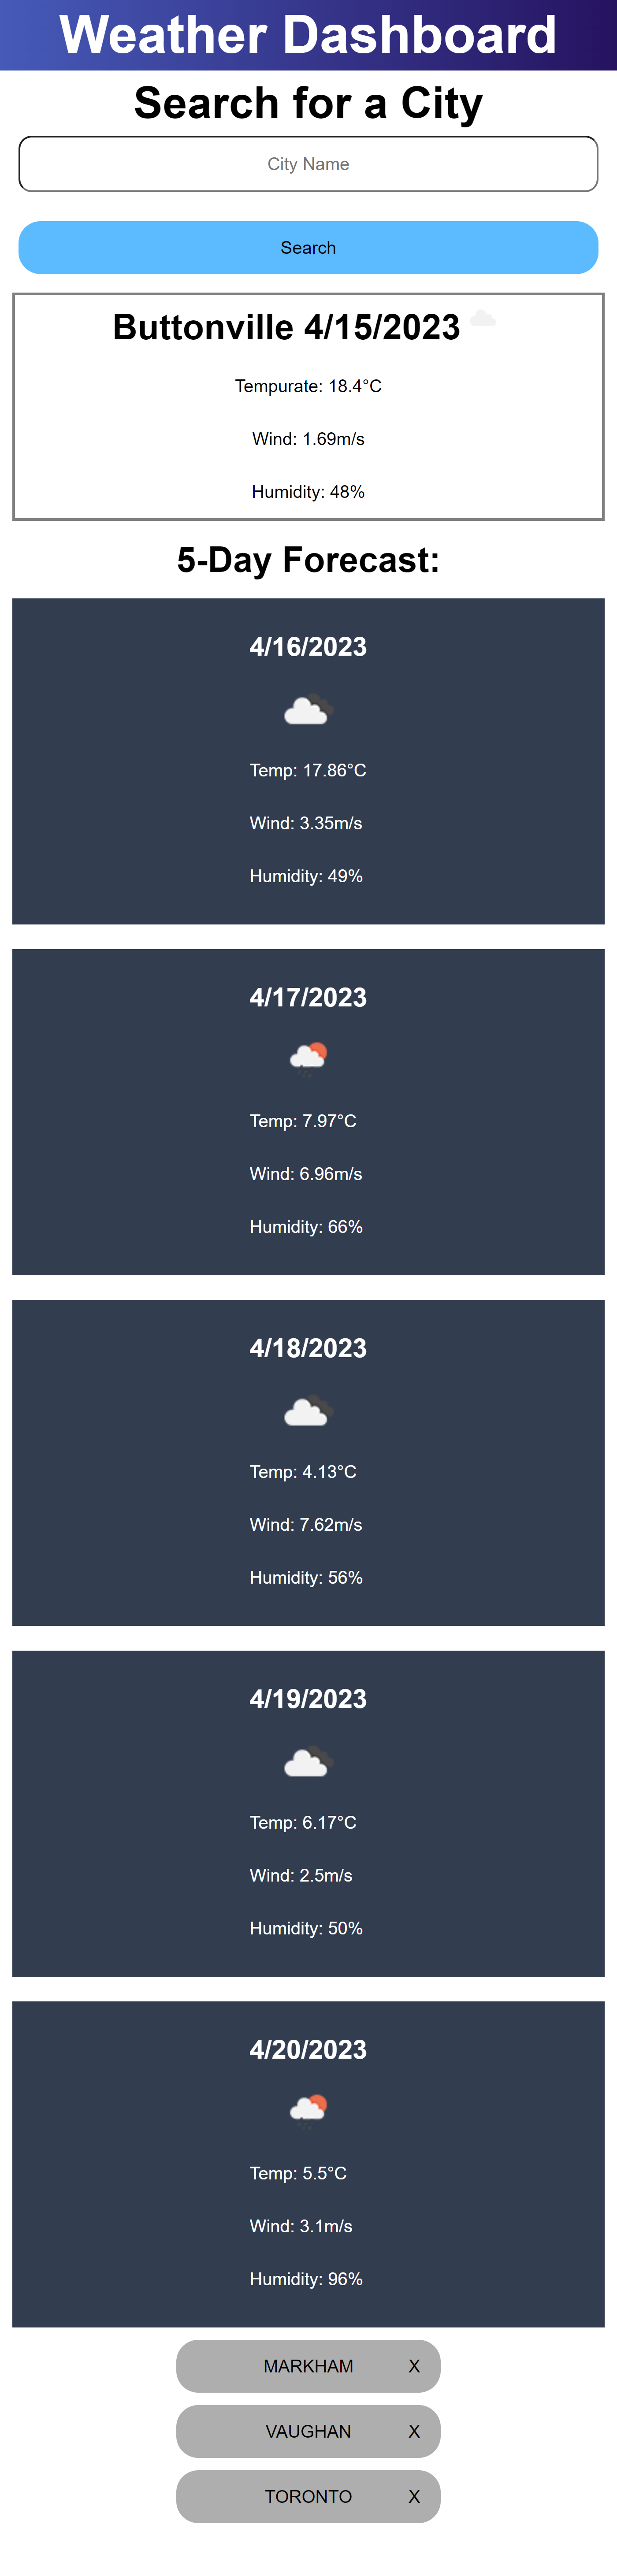 Weather Dashboard
Search for a City
City Name
Search
Buttonville 4/15/2023
Tempurate: 18.4°C
Wind: 1.69m/s
Humidity: 48%
5-Day Forecast:
4/16/2023
Temp: 17.86°C
Wind: 3.35m/s
Humidity: 49%
4/17/2023
Temp: 7.97°C
Wind: 6.96m/s
Humidity: 66%
4/18/2023
Temp: 4.13°C
Wind: 7.62m/s
Humidity: 56%
4/19/2023
Temp: 6.17°C
Wind: 2.5m/s
Humidity: 50%
4/20/2023
Temp: 5.5°C
Wind: 3.1m/s
Humidity: 96%
MARKHAM X
VAUGHAN X
TORONTO X